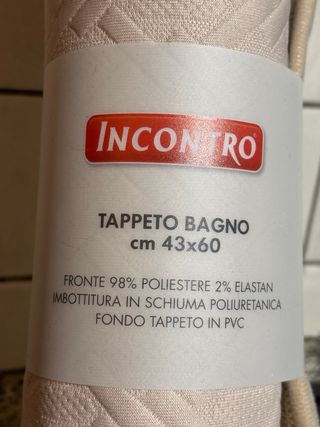 INCONTRO
TAPPETO BAGNO
cm 43x60
FRONTE 98% POLIESTERE 2% ELASTAN
IMBOTTITURA IN SCHIUMA POLIURETANICA
FONDO TAPPETO IN PVC